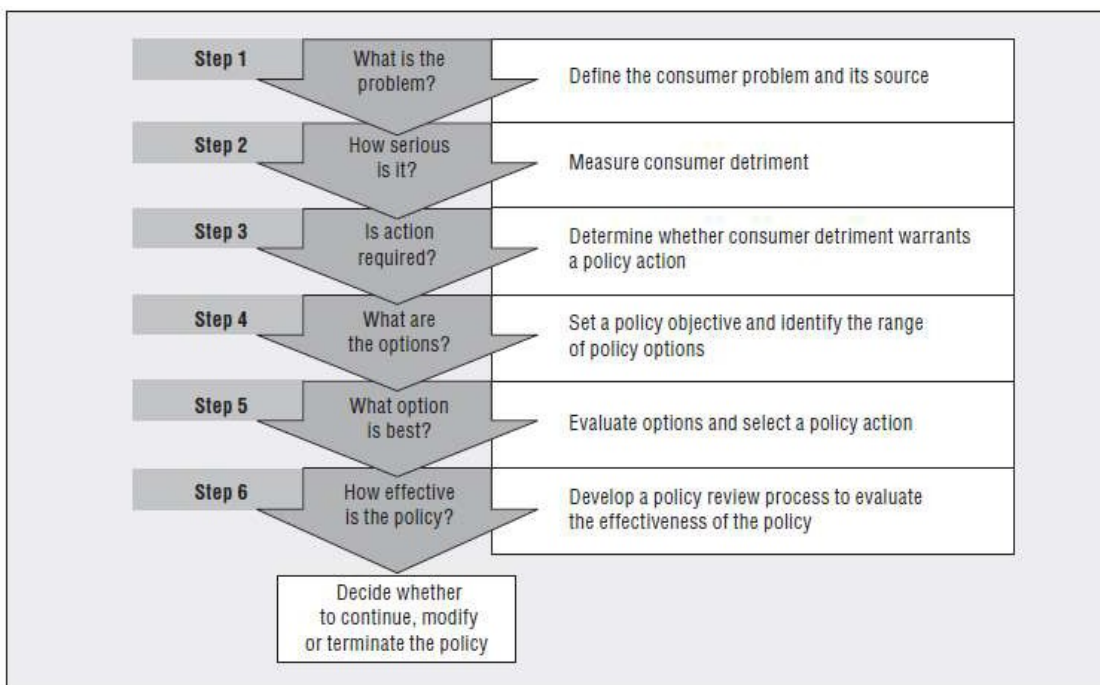 Step 1
What is the
problem?
Define the consumer problem and its source
Step 2
How serious
is it?
Measure consumer detriment
Step 3
Is action
required?
Determine whether consumer detriment warrants
a policy action
Step 4
What are
the options?
Set a policy objective and identify the range
of policy options
Step 5
What option
is best?
Evaluate options and select a policy action
Step 6
How effective
is the policy?
Develop a policy review process to evaluate
the effectiveness of the policy
Decide whether
to continue, modify
or terminate the policy